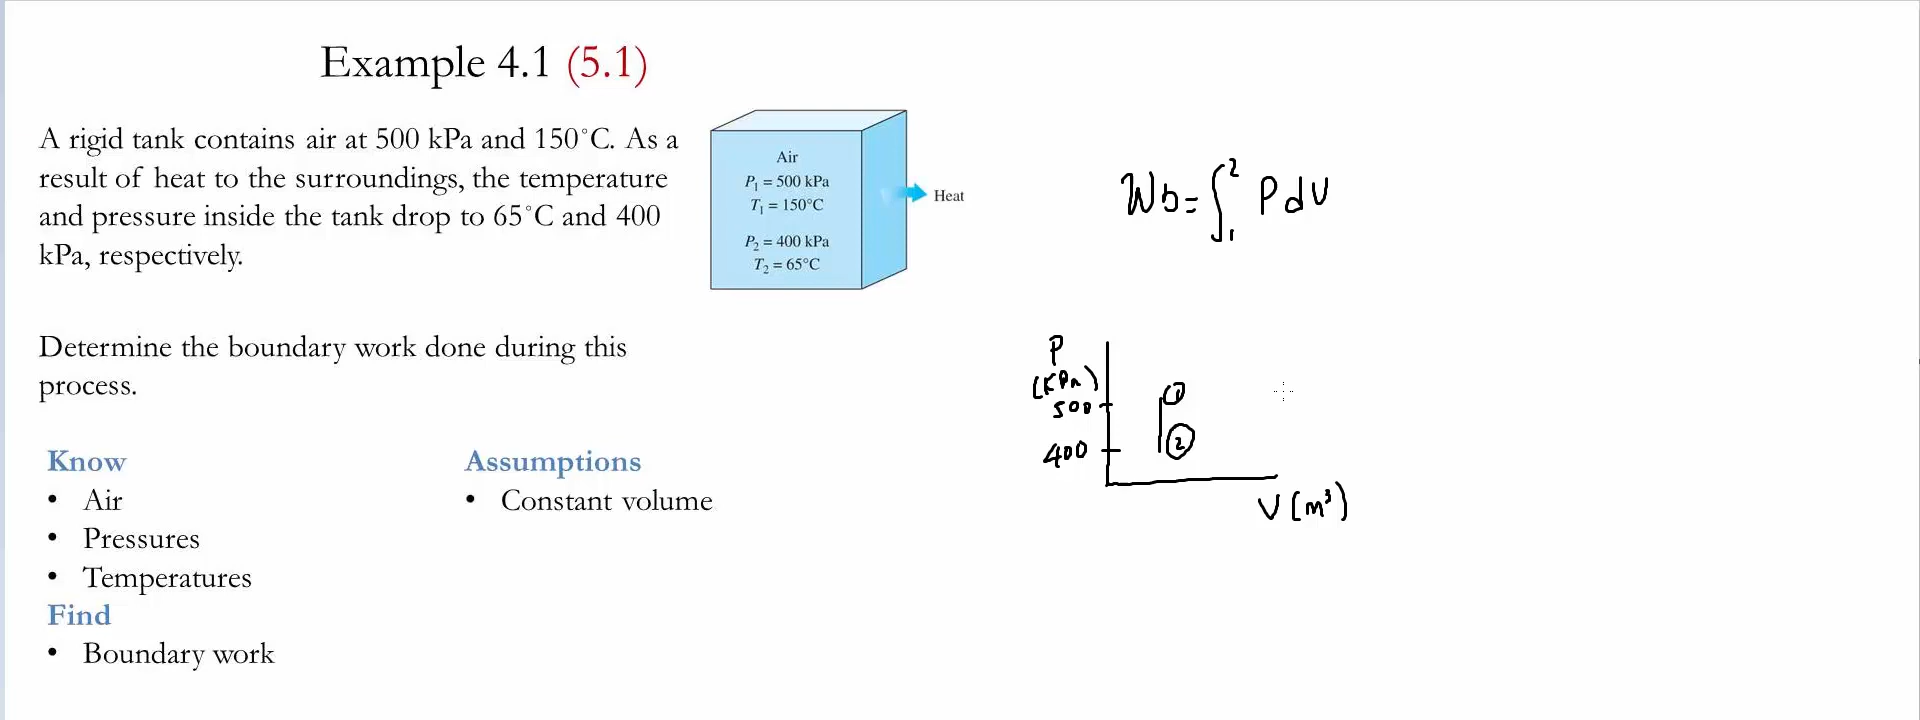 Example 4.1 (5.1)
A rigid tank contains air at 500 kPa and 150°C. As a
result of heat to the surroundings, the temperature
and pressure inside the tank drop to 65°C and 400
kPa, respectively.
Determine the boundary work done during this
process.
Know
• Air
• Pressures
• Temperatures
Find
• Boundary work
Assumptions
• Constant volume
Air
P₁ = 500 kPa
T₁ = 150°C
P₂ = 400 kPa
T₂ = 65°C
Heat
Wb = ∫₁² P dV
P
(kPa)
500
400
①
②
V (m³)